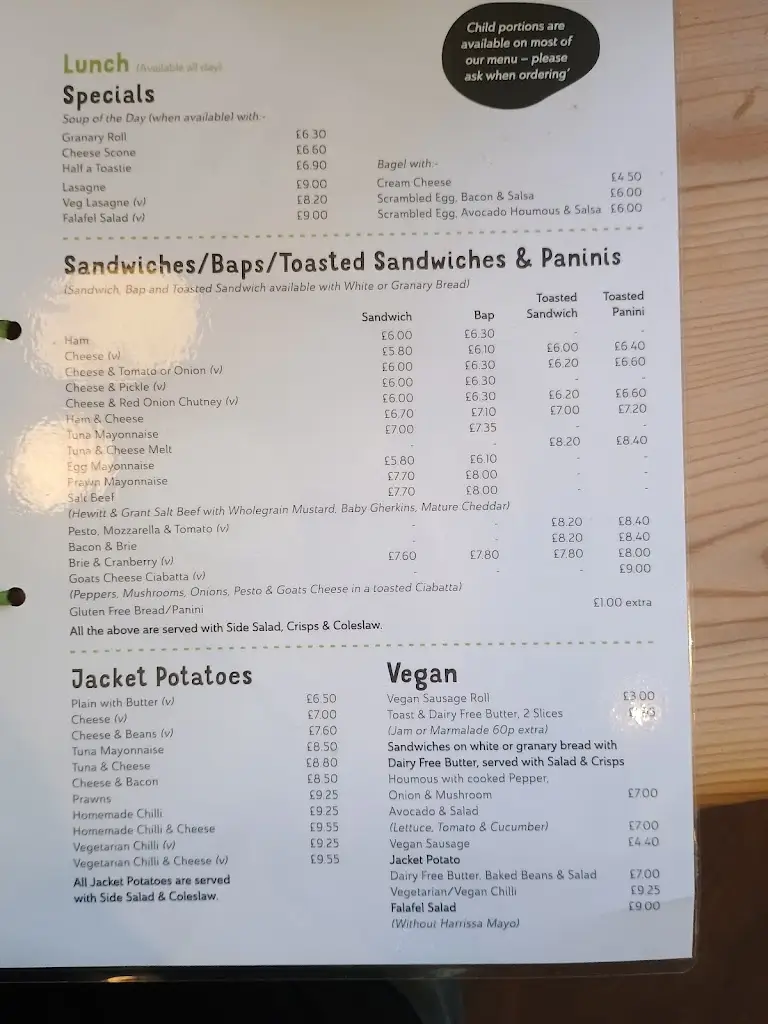 Child portions are
available on most of
our menu – please
ask when ordering'
Lunch (Available all day)
Specials
Soup of the Day (when available) with:-
Granary Roll £6.30
Cheese Scone £6.60
Half a Toastie £6.90
Lasagne £9.00
Veg Lasagne (v) £8.20
Falafel Salad (v) £9.00
Bagel with:-
Cream Cheese £4.50
Scrambled Egg, Bacon & Salsa £6.00
Scrambled Egg, Avocado Houmous & Salsa £6.00
Sandwiches/Baps/Toasted Sandwiches & Paninis
(Sandwich, Bap and Toasted Sandwich available with White or Granary Bread)
Sandwich Bap Toasted Sandwich Toasted Panini
Ham £6.00 £6.30 - -
Cheese (v) £5.80 £6.10 £6.00 £6.40
Cheese & Tomato or Onion (v) £6.00 £6.30 £6.20 £6.60
Cheese & Pickle (v) £6.00 £6.30 - -
Cheese & Red Onion Chutney (v) £6.00 £6.30 £6.20 £6.60
Ham & Cheese £6.70 £7.10 £7.00 £7.20
Tuna Mayonnaise £7.00 £7.35 - -
Tuna & Cheese Melt - - £8.20 £8.40
Egg Mayonnaise £5.80 £6.10 - -
Prawn Mayonnaise £7.70 £8.00 - -
Salt Beef £7.70 £8.00 - -
(Hewitt & Grant Salt Beef with Wholegrain Mustard, Baby Gherkins, Mature Cheddar)
Pesto, Mozzarella & Tomato (v) - - £8.20 £8.40
Bacon & Brie - - £8.20 £8.40
Brie & Cranberry (v) £7.60 £7.80 £7.80 £8.00
Goats Cheese Ciabatta (v) - - - £9.00
(Peppers, Mushrooms, Onions, Pesto & Goats Cheese in a toasted Ciabatta)
Gluten Free Bread/Panini £1.00 extra
All the above are served with Side Salad, Crisps & Coleslaw.
Jacket Potatoes
Plain with Butter (v) £6.50
Cheese (v) £7.00
Cheese & Beans (v) £7.60
Tuna Mayonnaise £8.50
Tuna & Cheese £8.80
Cheese & Bacon £8.50
Prawns £9.25
Homemade Chilli £9.25
Homemade Chilli & Cheese £9.55
Vegetarian Chilli (v) £9.25
Vegetarian Chilli & Cheese (v) £9.55
All Jacket Potatoes are served
with Side Salad & Coleslaw.
Vegan
Vegan Sausage Roll £3.00
Toast & Dairy Free Butter, 2 Slices
(Jam or Marmalade 60p extra)
Sandwiches on white or granary bread with
Dairy Free Butter, served with Salad & Crisps
Houmous with cooked Pepper,
Onion & Mushroom £7.00
Avocado & Salad
(Lettuce, Tomato & Cucumber) £7.00
Vegan Sausage £4.40
Jacket Potato
Dairy Free Butter, Baked Beans & Salad £7.00
Vegetarian/Vegan Chilli £9.25
Falafel Salad £9.00
(Without Harrissa Mayo)